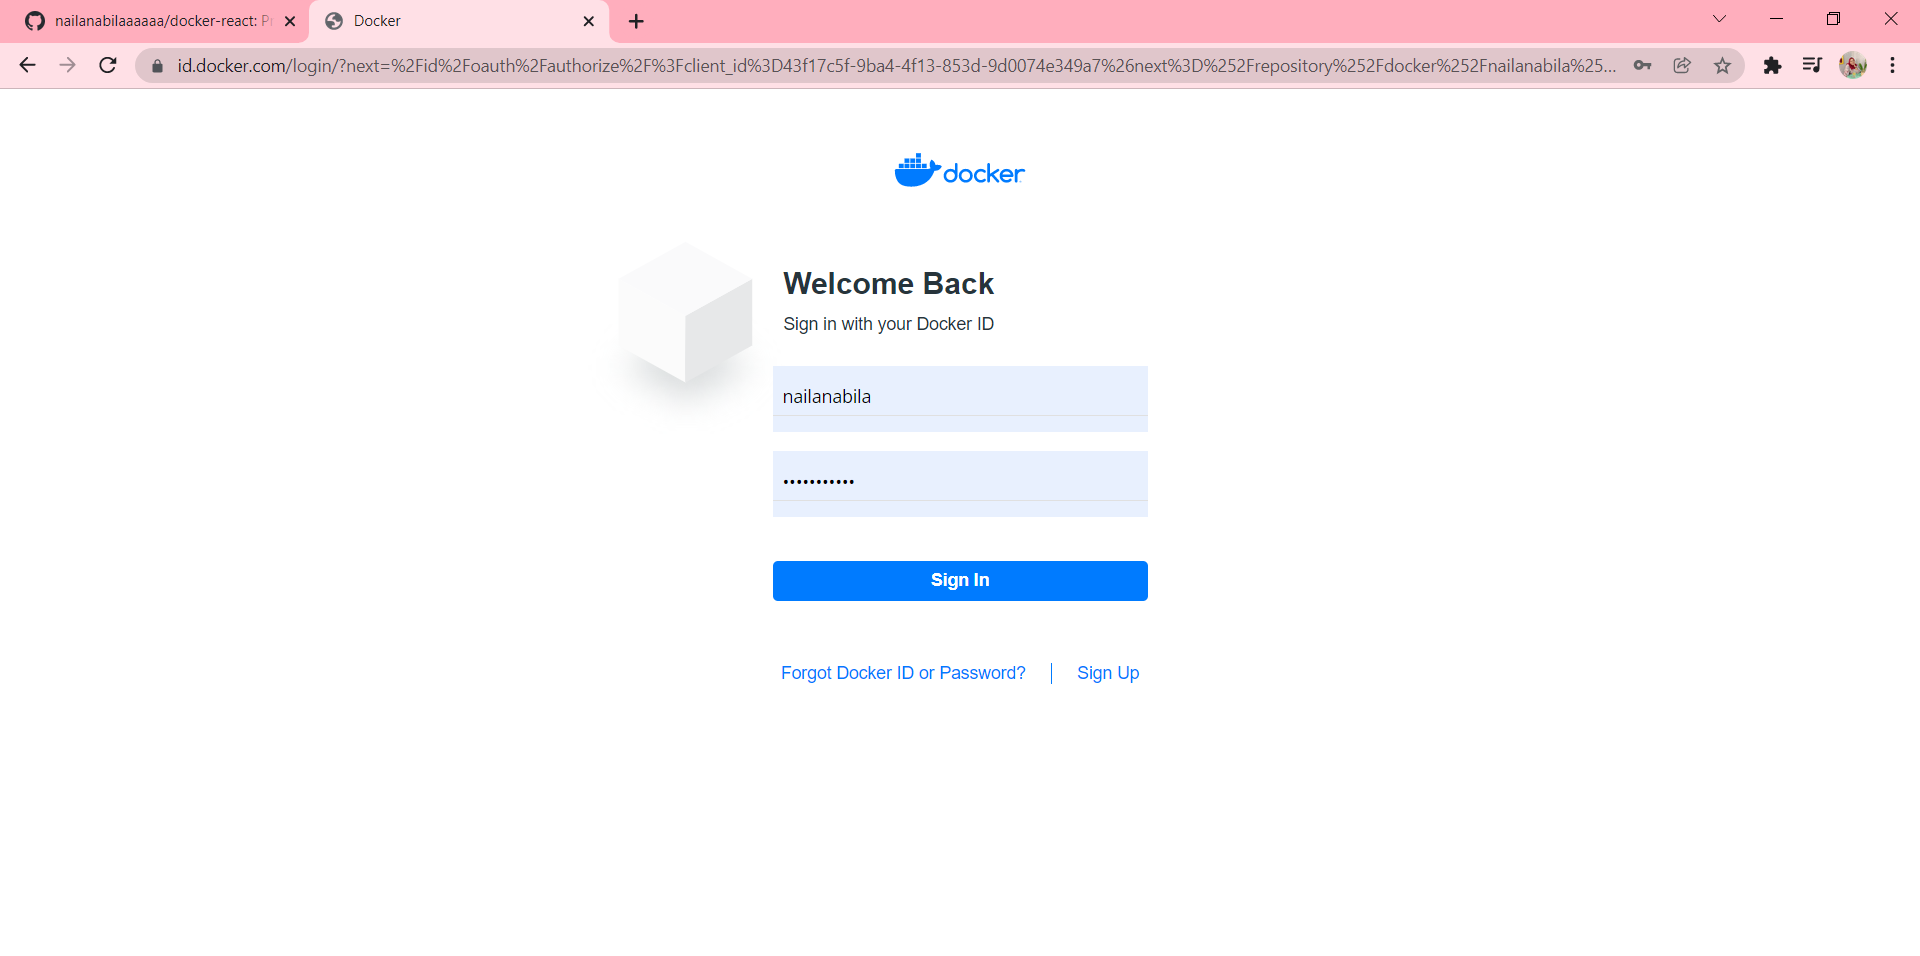 nailanabilaaaaaa/docker-react: Pr
Docker
id.docker.com/login/?next=%2Fid%2Foauth%2Fauthorize%2F%3Fclient_id%3D43f17c5f-9ba4-4f13-853d-9d0074e349a7%26next%3D%252Frepository%252Fdocker%252Fnailanabila%25...
docker
Welcome Back
Sign in with your Docker ID
nailanabila
•••••••••••
Sign In
Forgot Docker ID or Password? | Sign Up